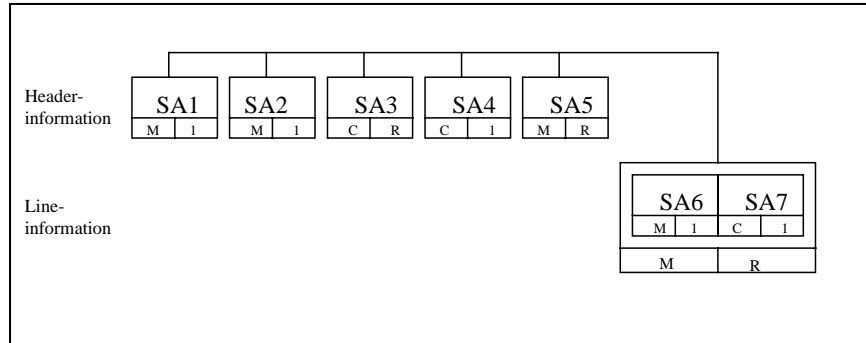 SA1 SA2 SA3 SA4 SA5
Header-
information
M 1 M 1 C R C 1 M R
Line-
information
SA6 SA7
M 1 C 1
M R